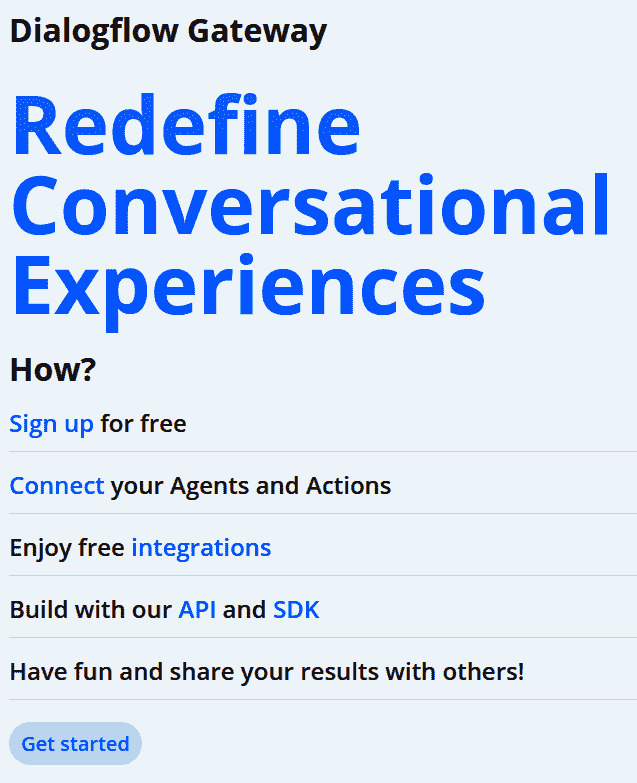 Dialogflow Gateway
Redefine
Conversational
Experiences
How?
Sign up for free
Connect your Agents and Actions
Enjoy free integrations
Build with our API and SDK
Have fun and share your results with others!
Get started